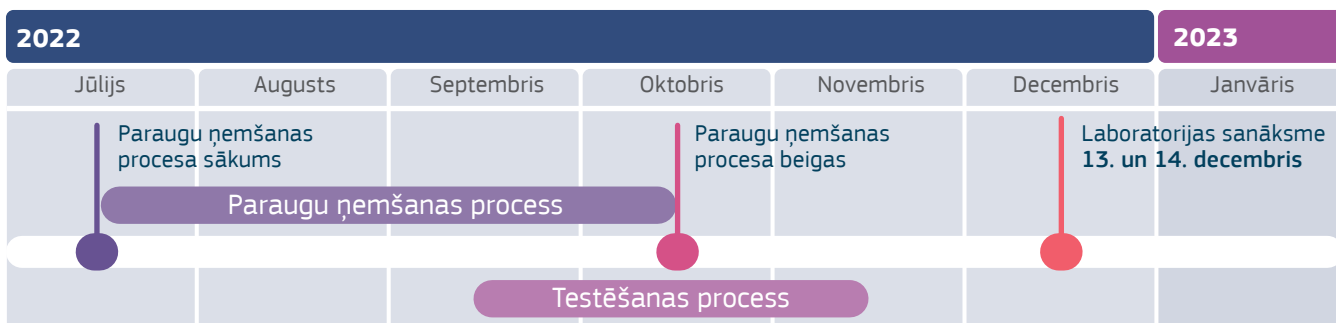 2022
2023
Jūlijs
Augusts
Septembris
Oktobris
Novembris
Decembris
Janvāris
Paraugu ņemšanas
procesa sākums
Paraugu ņemšanas
procesa beigas
Laboratorijas sanāksme
13. un 14. decembris
Paraugu ņemšanas process
Testēšanas process